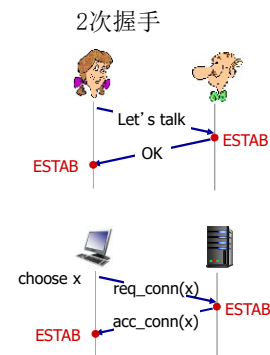 2次握手
Let's talk
ESTAB
OK
ESTAB
choose x
req_conn(x)
ESTAB
acc_conn(x)
ESTAB